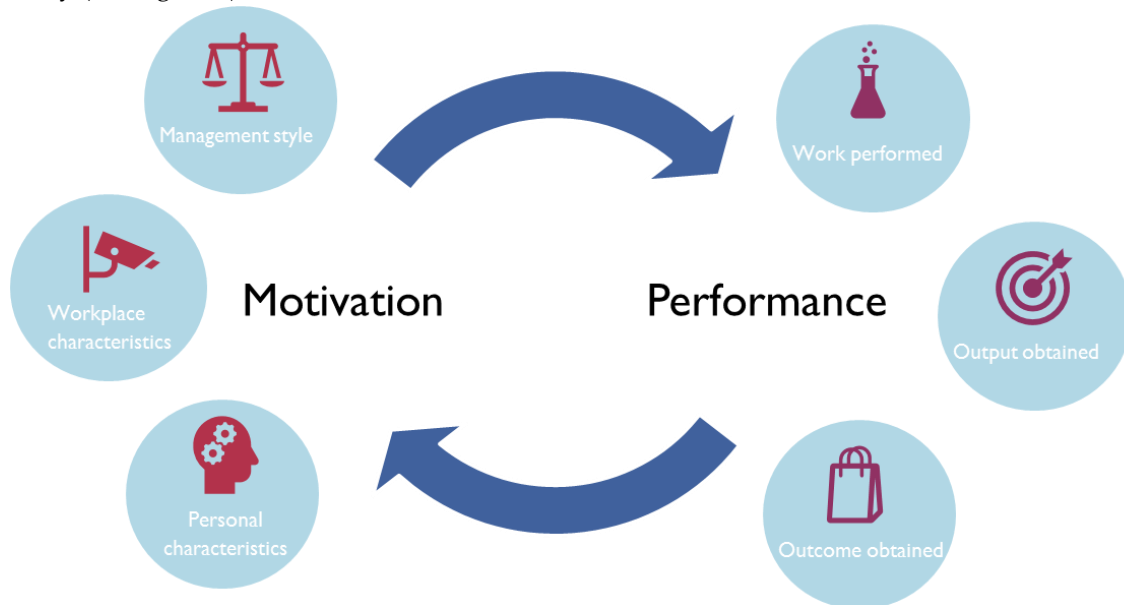 Management style
Work performed
Workplace
characteristics
Motivation
Performance
Output obtained
Personal
characteristics
Outcome obtained